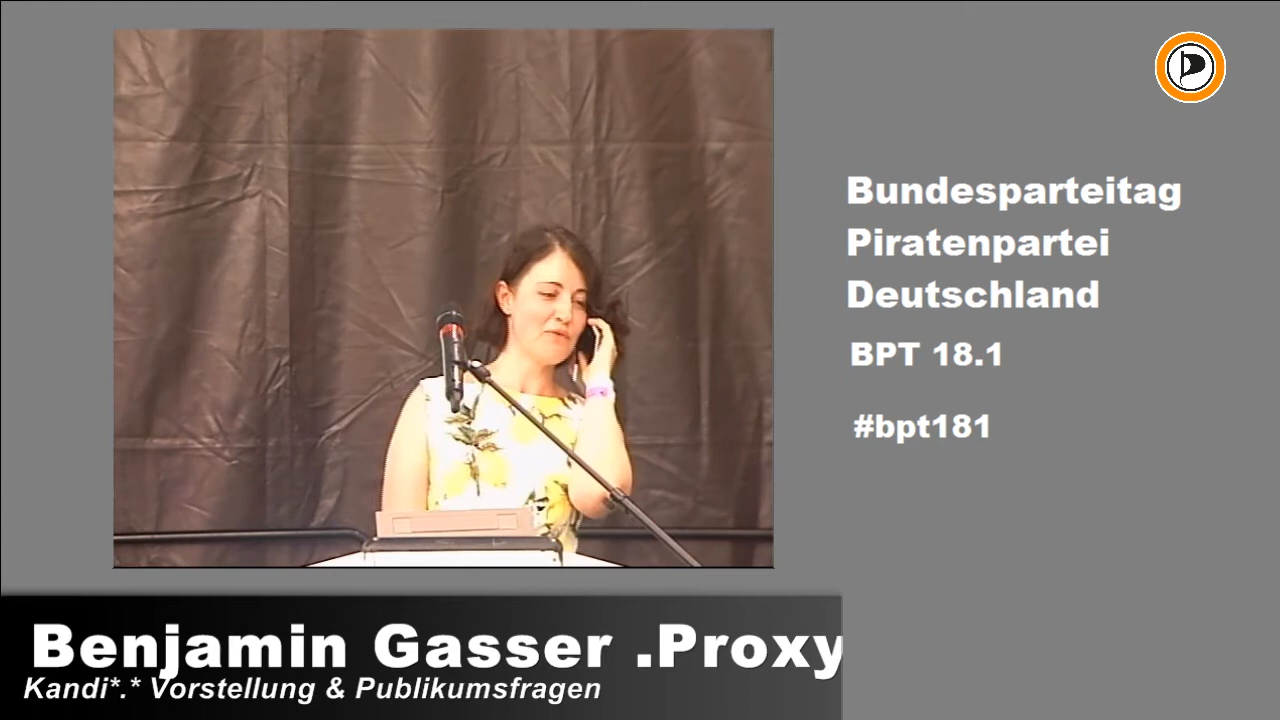 Bundesparteitag
Piratenpartei
Deutschland
BPT 18.1
#bpt181
Benjamin Gasser .Proxy
Kandi*.* Vorstellung & Publikumsfragen